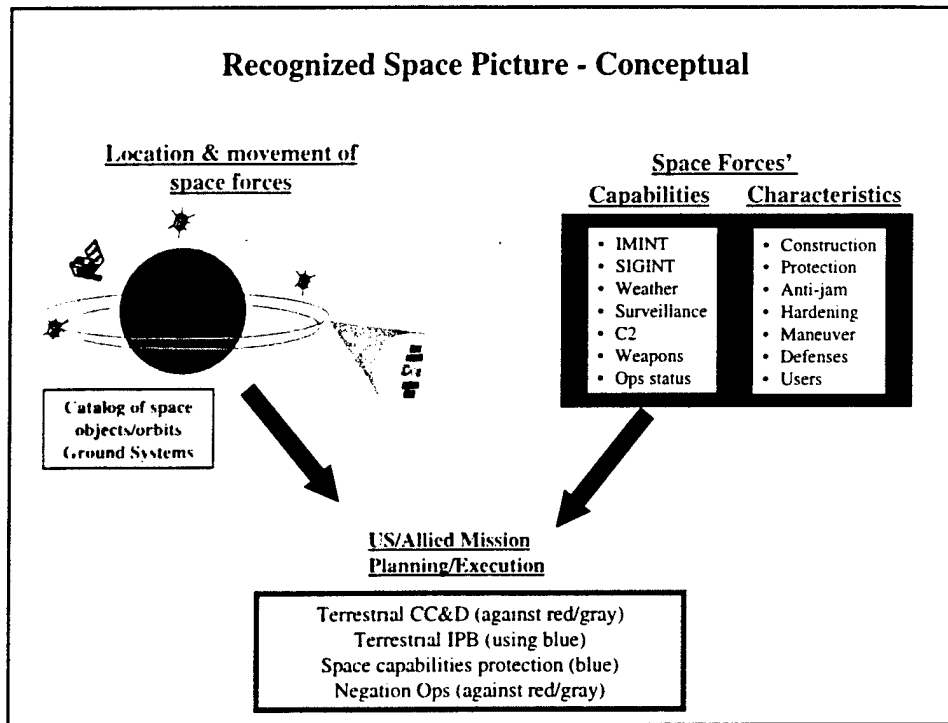 Recognized Space Picture - Conceptual
Location & movement of
space forces
Catalog of space
objects/orbits
Ground Systems
Space Forces'
Capabilities Characteristics
• IMINT
• SIGINT
• Weather
• Surveillance
• C2
• Weapons
• Ops status
• Construction
• Protection
• Anti-jam
• Hardening
• Maneuver
• Defenses
• Users
US/Allied Mission
Planning/Execution
Terrestrial CC&D (against red/gray)
Terrestrial IPB (using blue)
Space capabilities protection (blue)
Negation Ops (against red/gray)